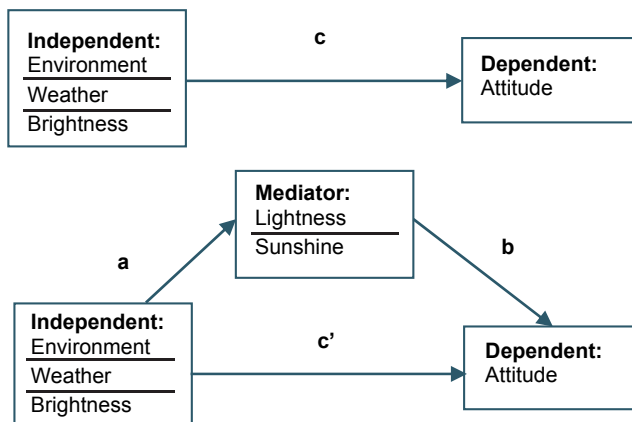 Independent:
Environment
Weather
Brightness
c
Dependent:
Attitude
Mediator:
Lightness
Sunshine
a
b
Independent:
Environment
Weather
Brightness
c’
Dependent:
Attitude